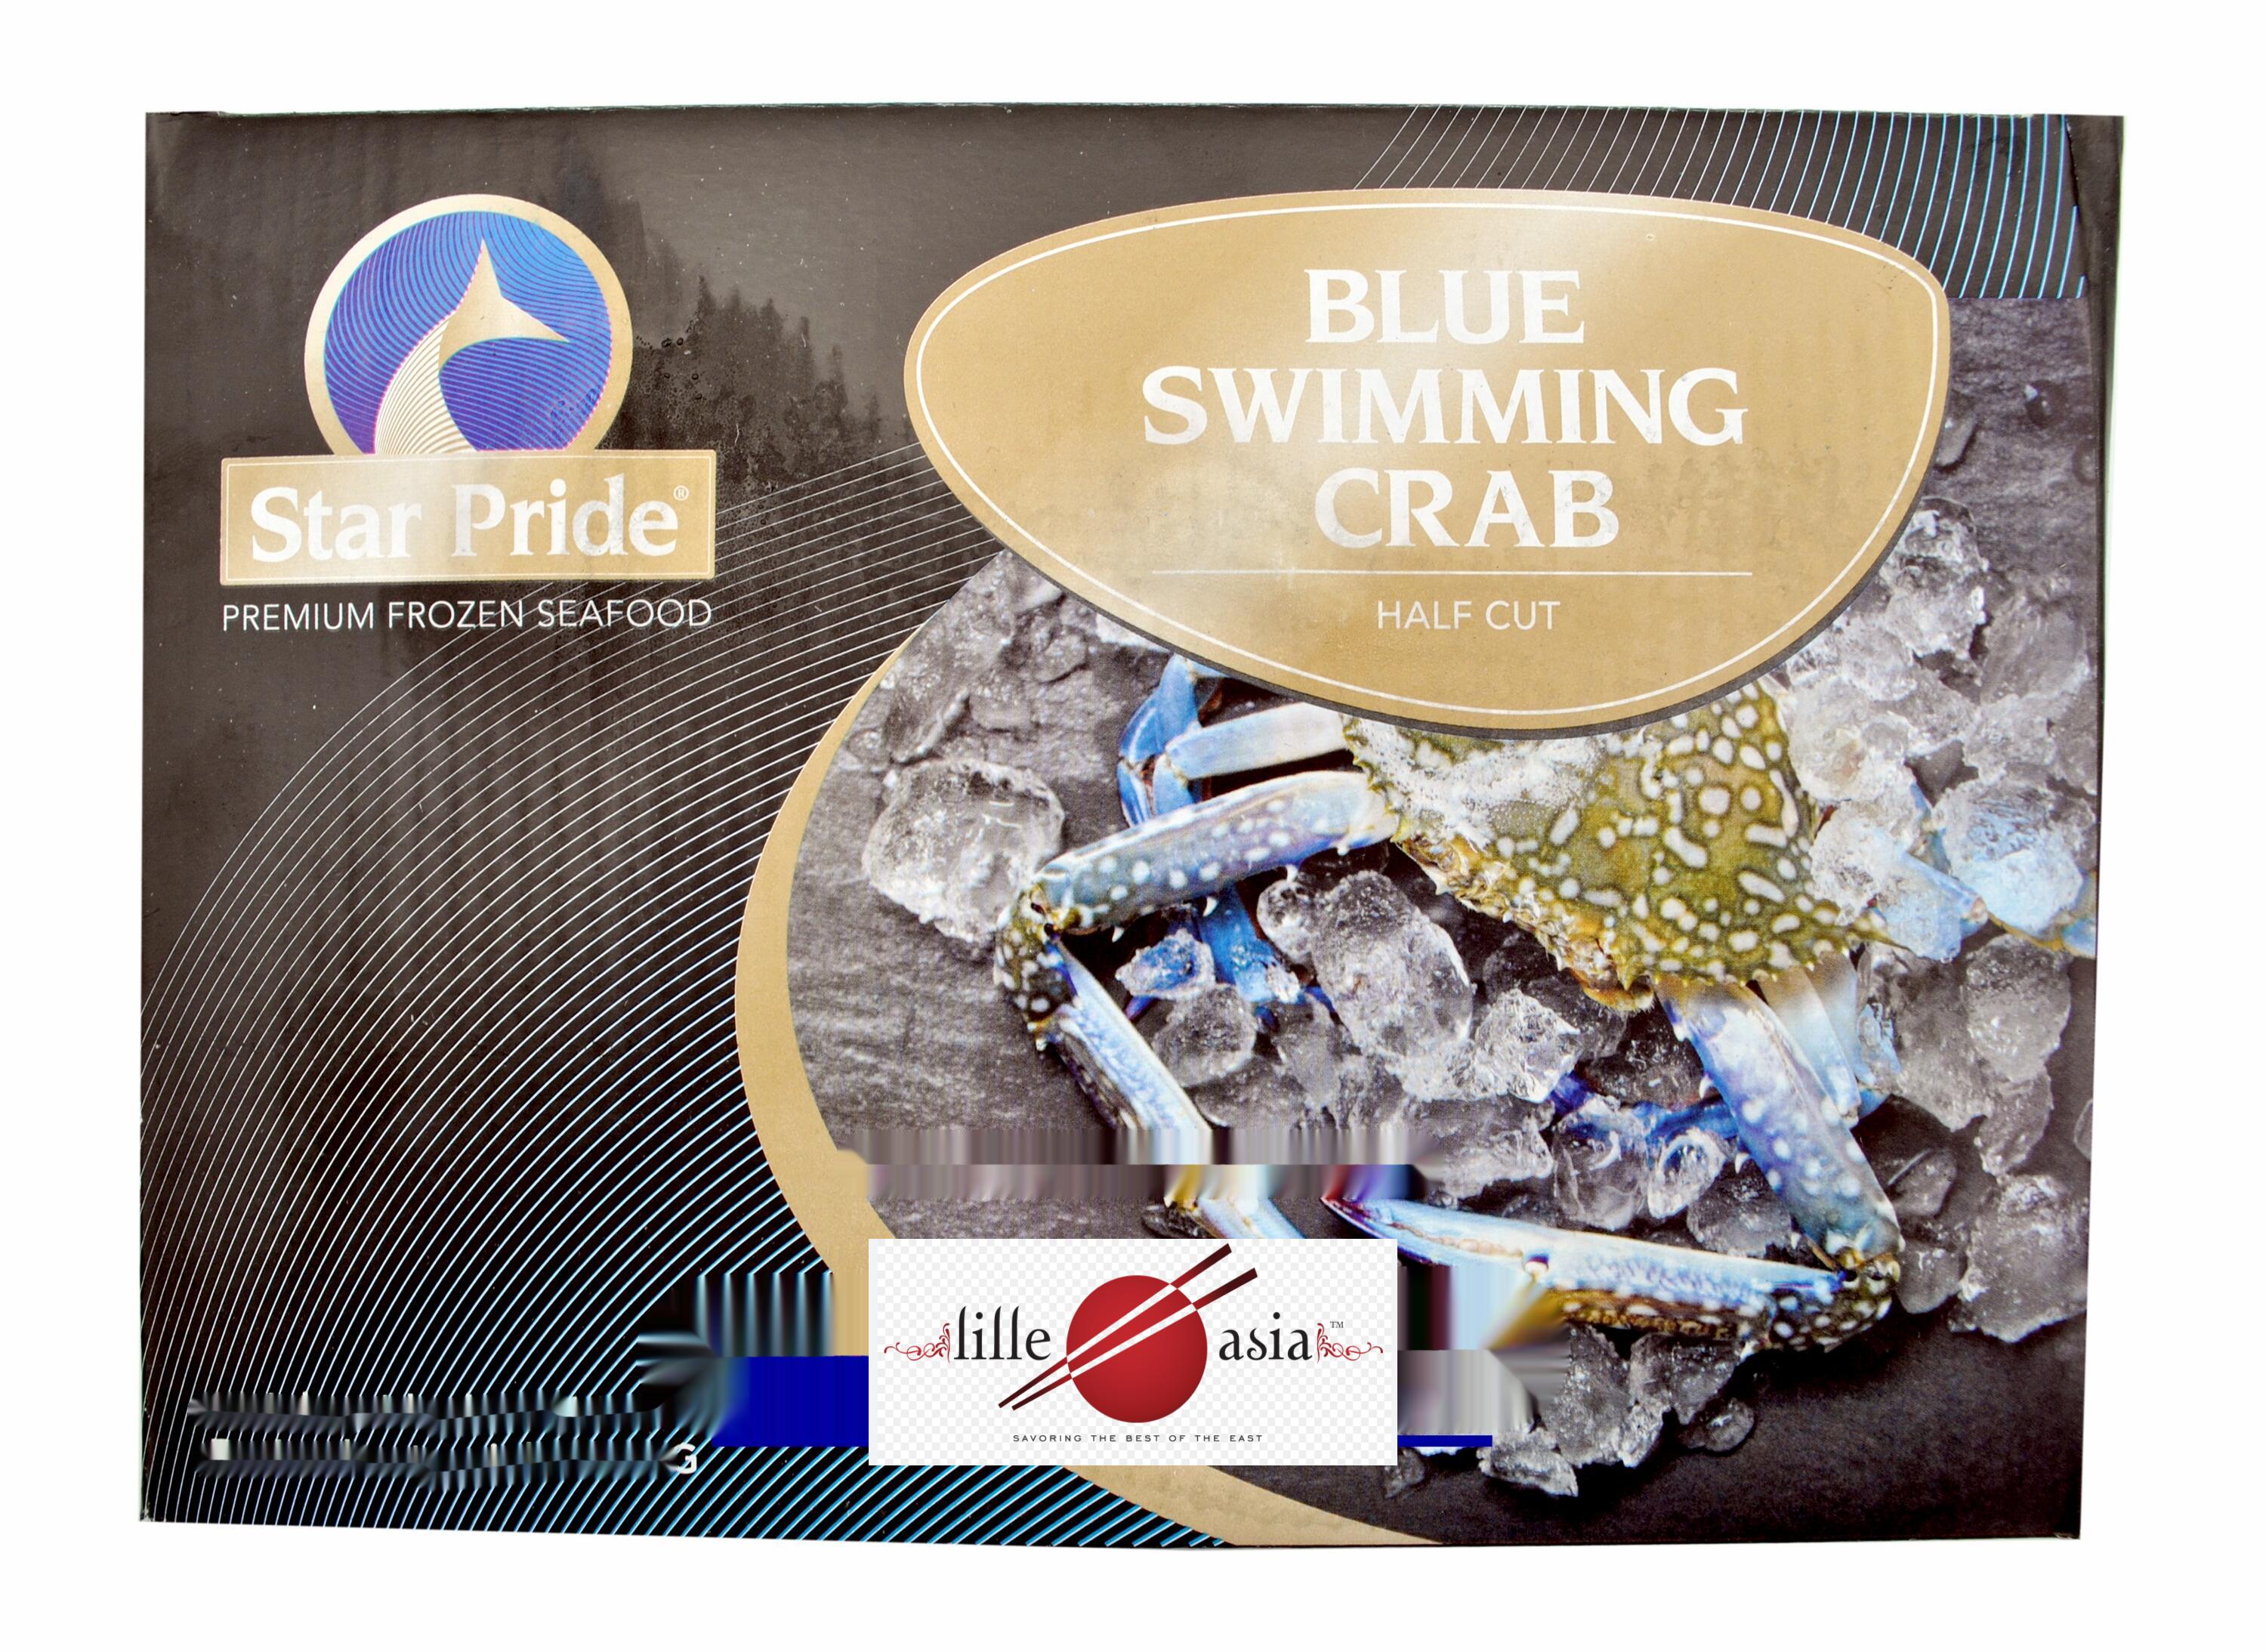 Star Pride®
PREMIUM FROZEN SEAFOOD
BLUE
SWIMMING
CRAB
HALF CUT
lille asia™
SAVORING THE BEST OF THE EAST
G